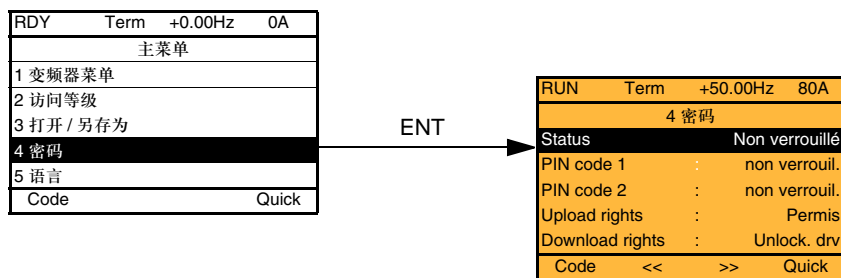 RDY Term +0.00Hz 0A
主菜单
1 变频器菜单
2 访问等级
3 打开 / 另存为
4 密码
5 语言
Code Quick
ENT
RUN Term +50.00Hz 80A
4 密码
Status Non verrouillé
PIN code 1 : non verrouil.
PIN code 2 : non verrouil.
Upload rights : Permis
Download rights : Unlock. drv
Code << >> Quick